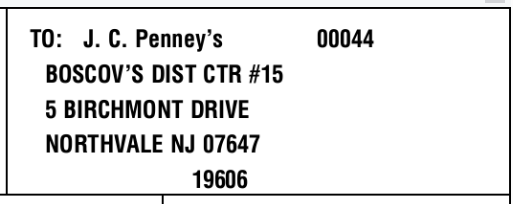 TO: J. C. Penney's 00044
BOSCOV'S DIST CTR #15
5 BIRCHMONT DRIVE
NORTHVALE NJ 07647
19606